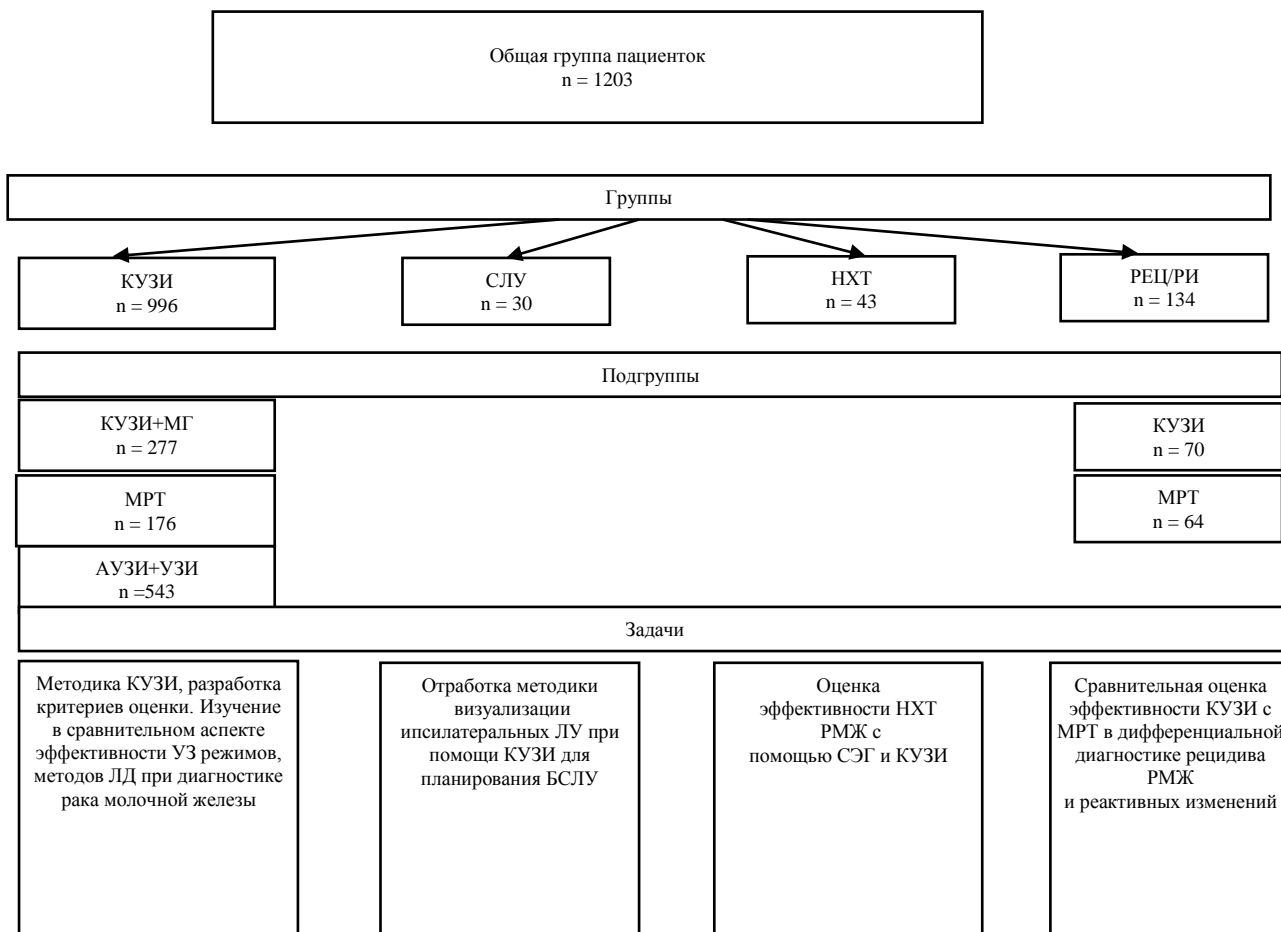 Общая группа пациенток
n = 1203
Группы
КУЗИ
n = 996
СЛУ
n = 30
НХТ
n = 43
РЕЦ/РИ
n = 134
Подгруппы
КУЗИ+МГ
n = 277
КУЗИ
n = 70
МРТ
n = 176
МРТ
n = 64
АУЗИ+УЗИ
n =543
Задачи
Методика КУЗИ, разработка
критериев оценки. Изучение
в сравнительном аспекте
эффективности УЗ режимов,
методов ЛД при диагностике
рака молочной железы
Отработка методики
визуализации
ипсилатеральных ЛУ при
помощи КУЗИ для
планирования БСЛУ
Оценка
эффективности НХТ
РМЖ с
помощью СЭГ и КУЗИ
Сравнительная оценка
эффективности КУЗИ с
МРТ в дифференциальной
диагностике рецидива
РМЖ
и реактивных изменений